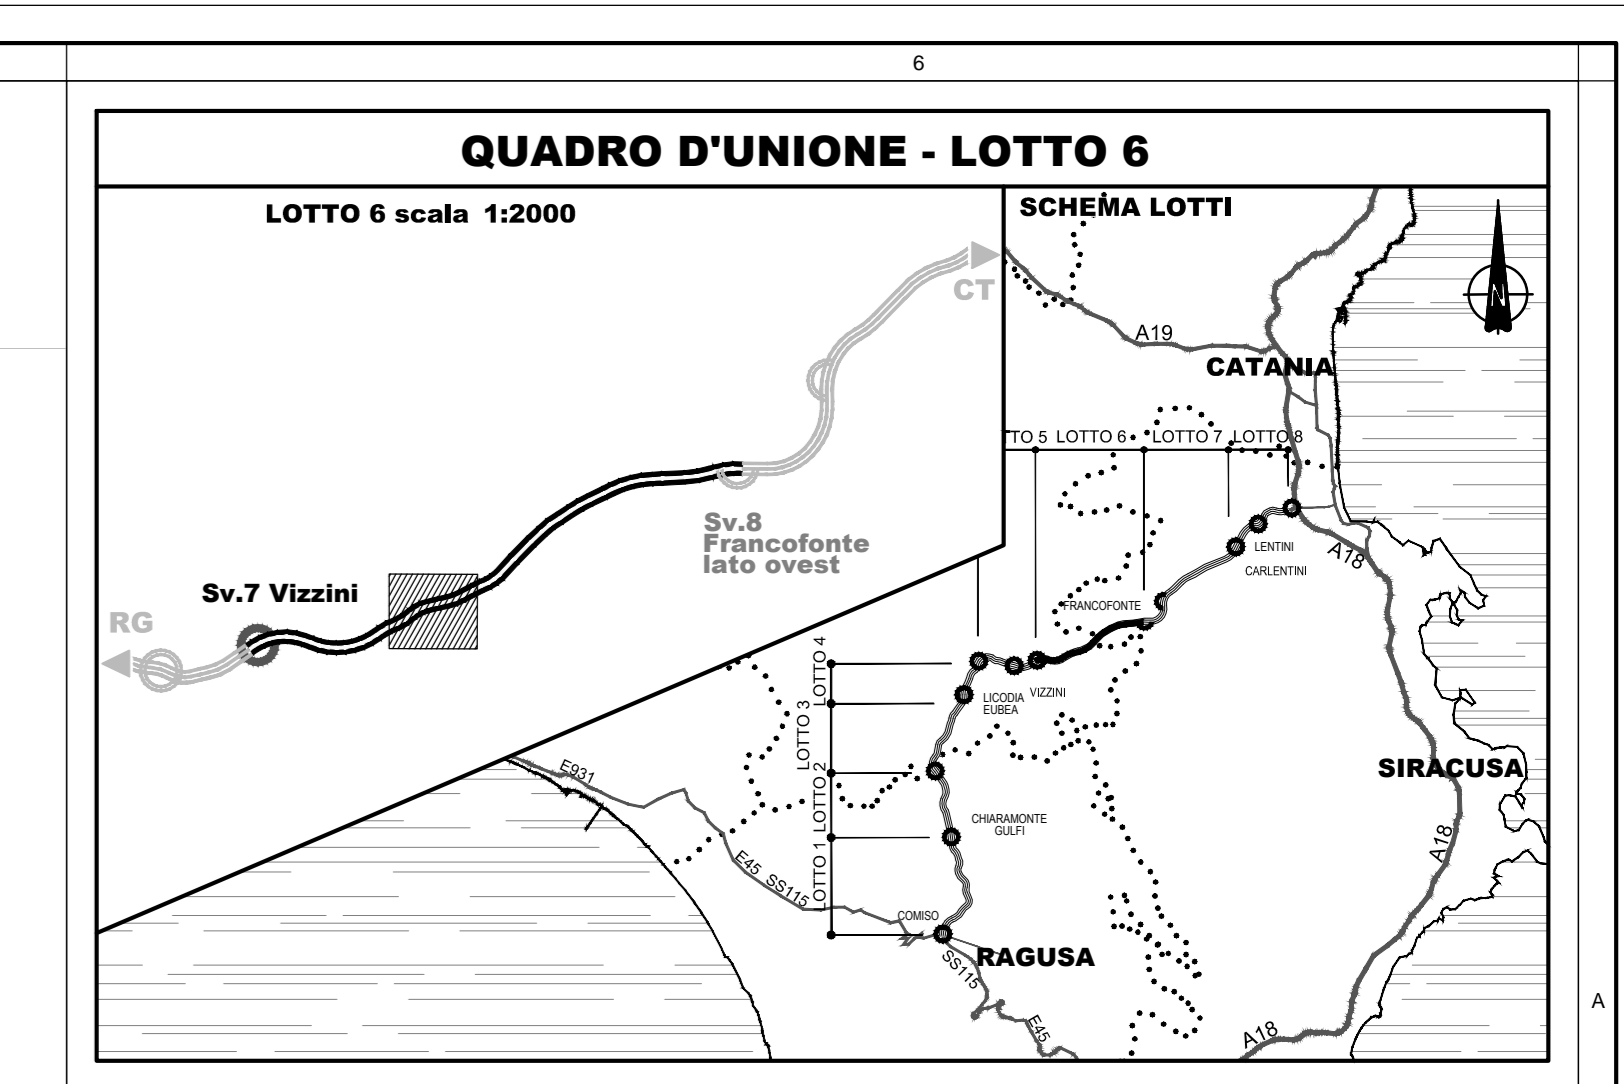 6
QUADRO D'UNIONE - LOTTO 6
LOTTO 6 scala 1:2000
SCHEMA LOTTI
CT
N
A19
CATANIA
TTO 5 LOTTO 6 LOTTO 7 LOTTO 8
Sv.8
Francofonte
lato ovest
LENTINI
A18
CARLENTINI
Sv.7 Vizzini
FRANCOFONTE
RG
LOTTO 4
LICODIA
EUBEA
VIZZINI
LOTTO 3
E931
LOTTO 2
SIRACUSA
CHIARAMONTE
GULFI
A18
E45 SS115
LOTTO 1
COMISO
RAGUSA
SS115
A
E45
A18